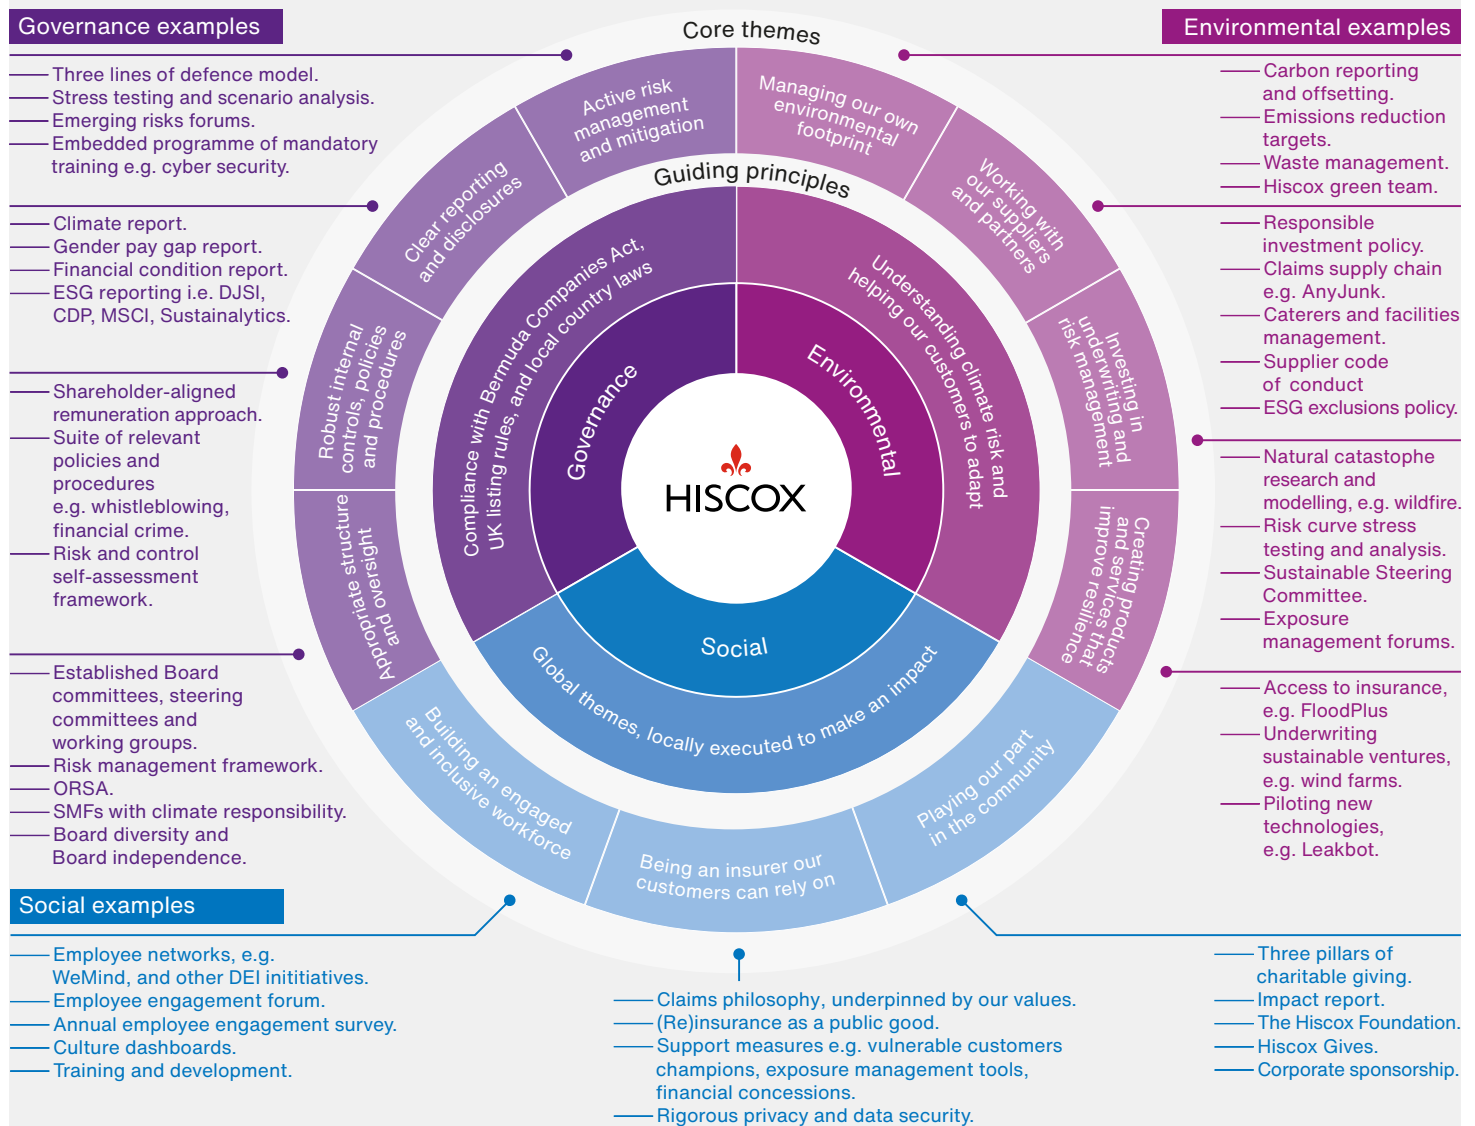 Governance examples
Three lines of defence model.
Stress testing and scenario analysis.
Emerging risks forums.
Embedded programme of mandatory
training e.g. cyber security.
Climate report.
Gender pay gap report.
Financial condition report.
ESG reporting i.e. DJSI,
CDP, MSCI, Sustainalytics.
Shareholder-aligned
remuneration approach.
Suite of relevant
policies and
procedures
e.g. whistleblowing,
financial crime.
Risk and control
self-assessment
framework.
Established Board
committees, steering
committees and
working groups.
Risk management framework.
ORSA.
SMFs with climate responsibility.
Board diversity and
Board independence.
Core themes
Active risk
management
and mitigation
Clear reporting
and disclosures
Robust internal
controls, policies
and procedures
Appropriate structure
and oversight
Managing our own
environmental
footprint
Working with
our suppliers
and partners
Investing in
underwriting and
risk management
Creating products
and services that
improve resilience
Building an engaged
and inclusive workforce
Being an insurer our
customers can rely on
Playing our part
in the community
Guiding principles
Compliance with Bermuda Companies Act,
UK listing rules, and local country laws
Understanding climate risk and
helping our customers to adapt
Global themes, locally executed to make an impact
Governance
Environmental
Social
HISCOX
Environmental examples
Carbon reporting
and offsetting.
Emissions reduction
targets.
Waste management.
Hiscox green team.
Responsible
investment policy.
Claims supply chain
e.g. AnyJunk.
Caterers and facilities
management.
Supplier code
of conduct
ESG exclusions policy.
Natural catastophe
research and
modelling, e.g. wildfire.
Risk curve stress
testing and analysis.
Sustainable Steering
Committee.
Exposure
management forums.
Access to insurance,
e.g. FloodPlus
Underwriting
sustainable ventures,
e.g. wind farms.
Piloting new
technologies,
e.g. Leakbot.
Social examples
Employee networks, e.g.
WeMind, and other DEI inititiatives.
Employee engagement forum.
Annual employee engagement survey.
Culture dashboards.
Training and development.
Claims philosophy, underpinned by our values.
(Re)insurance as a public good.
Support measures e.g. vulnerable customers
champions, exposure management tools,
financial concessions.
Rigorous privacy and data security.
Three pillars of
charitable giving.
Impact report.
The Hiscox Foundation.
Hiscox Gives.
Corporate sponsorship.